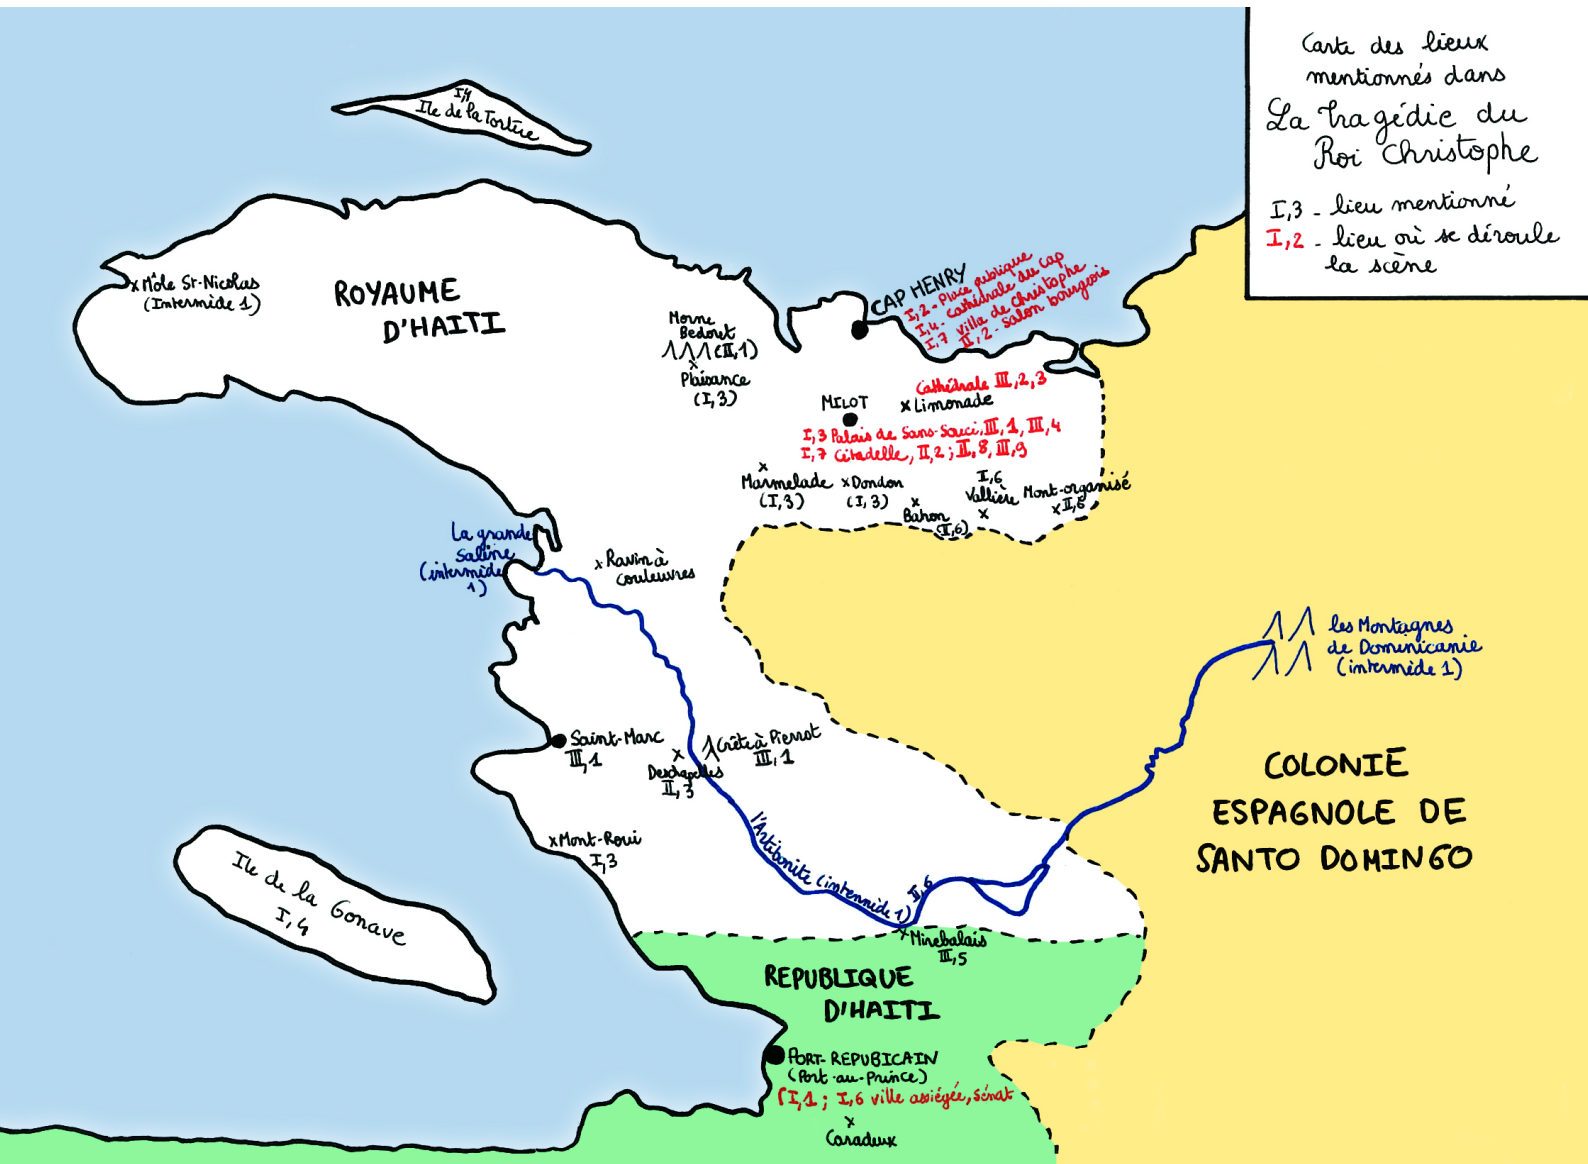 Carte des lieux
mentionnés dans
La tragédie du
Roi Christophe
I,3 - lieu mentionné
I,2 - lieu où se déroule
la scène
I,4
Ile de la Tortue
Môle St-Nicolas
(Intermède 1)
ROYAUME
D'HAITI
CAP HENRY
I,2 - Place publique
I,4 - Cathédrale du Cap
I,7 villa de Christophe
II,2 - Salon bourgeois
Morne
Bedoret
(II,1)
Plaisance
(I,3)
Cathédrale III,2,3
Limonade
MILOT
I,3 Palais de Sans-Souci, III,1, III,4
I,7 Citadelle, II,2; II,8, III,9
Marmelade
(I,3)
Dondon
(I,3)
Bahon
(I,6)
I,6
Vallière
Mont-organisé
II,6
La grande
Saline
(intermède
1)
Ravin à
couleuvres
les Montagnes
de Dominicanie
(intermède 1)
Saint-Marc
III,1
Deschapelles
II,3
Crête à Pierrot
III,1
COLONIE
ESPAGNOLE DE
SANTO DOMINGO
Mont-Roui
I,3
l'Artibonite (intermède 1)
II,6
Ile de la Gonave
I,4
Mirebalais
III,5
REPUBLIQUE
D'HAITI
PORT-REPUBICAIN
(Port-au-Prince)
I,1; I,6 ville assiégée, sénat
Caradeux